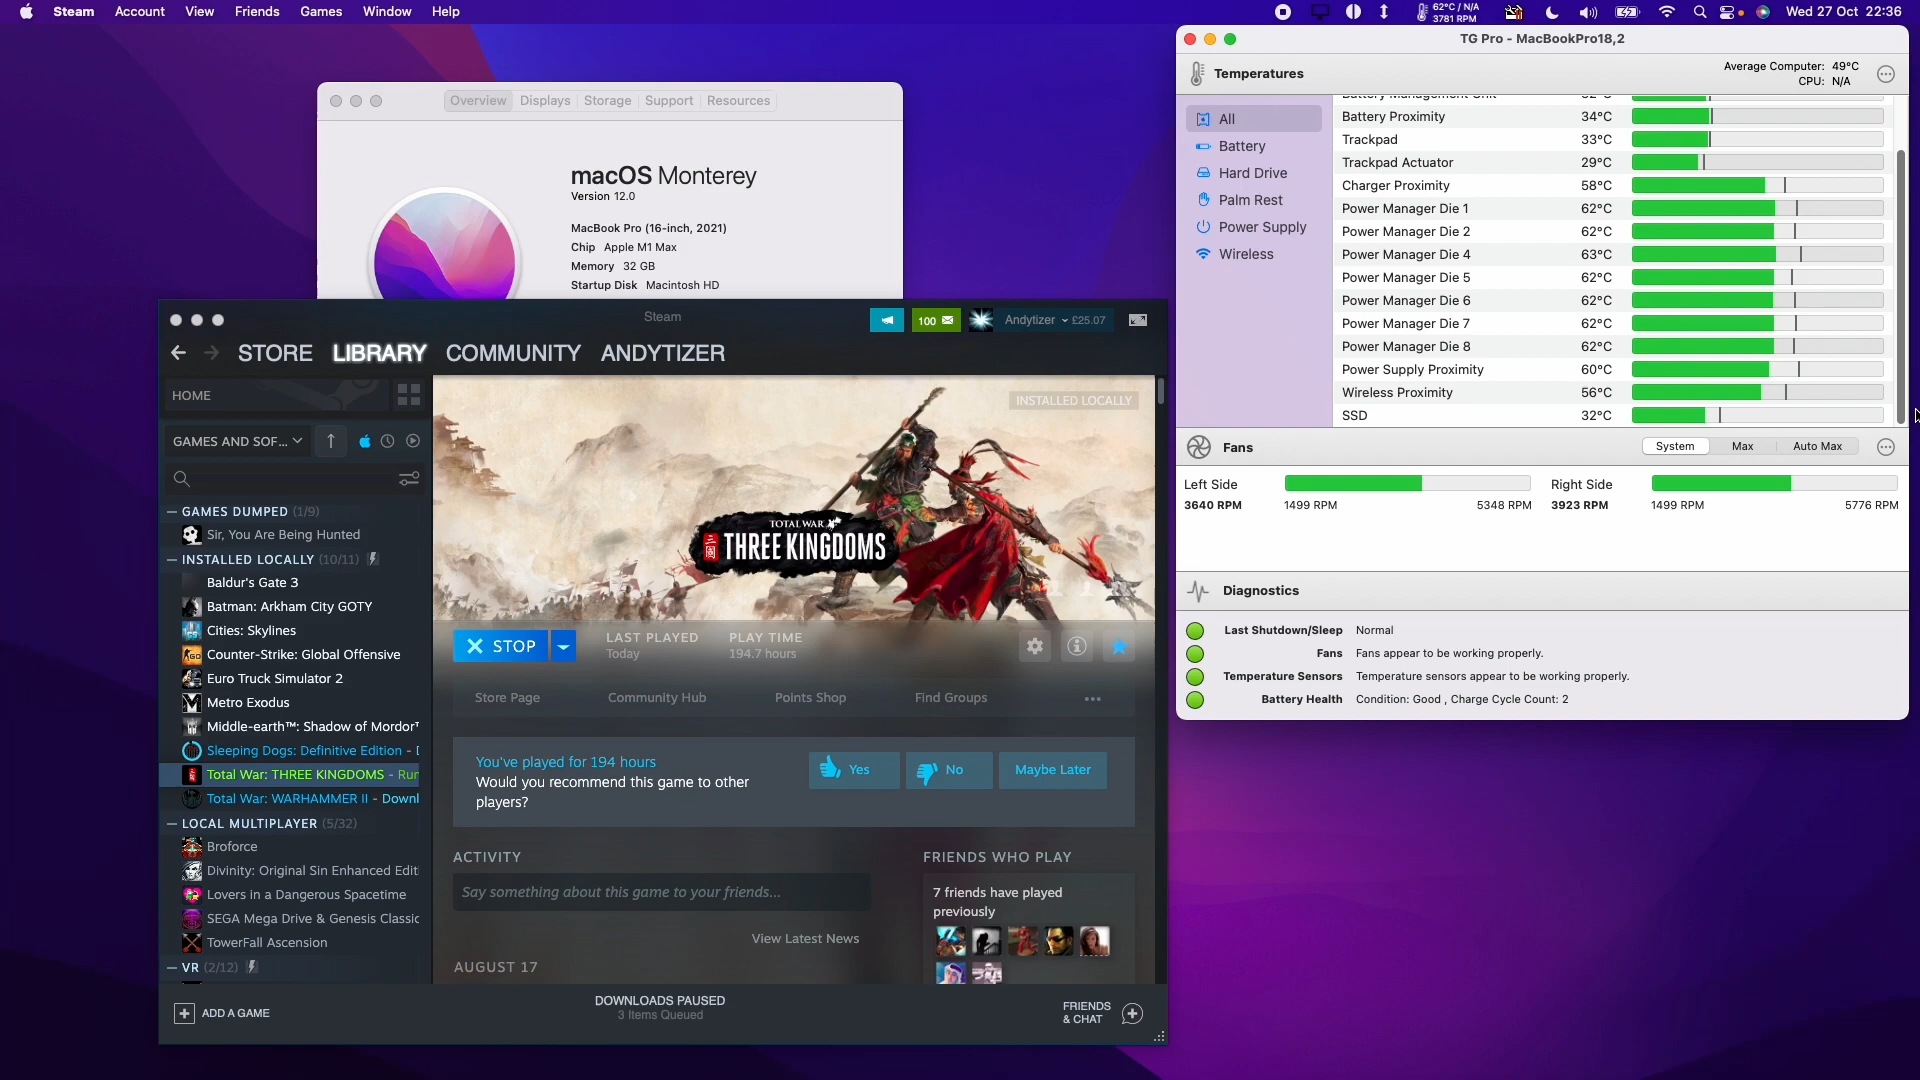 Steam Account View Friends Games Window Help
62°C / N/A
3781 RPM
Wed 27 Oct 22:36
Overview Displays Storage Support Resources
macOS Monterey
Version 12.0
MacBook Pro (16-inch, 2021)
Chip Apple M1 Max
Memory 32 GB
Startup Disk Macintosh HD
Steam
100
Andytizer £25.07
STORE LIBRARY COMMUNITY ANDYTIZER
HOME
GAMES AND SOF...
GAMES DUMPED (1/9)
Sir, You Are Being Hunted
INSTALLED LOCALLY (10/11)
Baldur's Gate 3
Batman: Arkham City GOTY
Cities: Skylines
Counter-Strike: Global Offensive
Euro Truck Simulator 2
Metro Exodus
Middle-earth™: Shadow of Mordor
Sleeping Dogs: Definitive Edition -
Total War: THREE KINGDOMS - Run
Total War: WARHAMMER II - Downl
LOCAL MULTIPLAYER (5/32)
Broforce
Divinity: Original Sin Enhanced Edit
Lovers in a Dangerous Spacetime
SEGA Mega Drive & Genesis Classic
TowerFall Ascension
VR (2/12)
ADD A GAME
INSTALLED LOCALLY
TOTAL WAR
三國 THREE KINGDOMS
STOP
LAST PLAYED
Today
PLAY TIME
194.7 hours
Store Page Community Hub Points Shop Find Groups
You've played for 194 hours
Would you recommend this game to other
players?
Yes No Maybe Later
ACTIVITY
Say something about this game to your friends...
View Latest News
AUGUST 17
FRIENDS WHO PLAY
7 friends have played
previously
DOWNLOADS PAUSED
3 Items Queued
FRIENDS
& CHAT
TG Pro - MacBookPro18,2
Temperatures
Average Computer: 49°C
CPU: N/A
All
Battery
Hard Drive
Palm Rest
Power Supply
Wireless
Battery Management Unit 32°C
Battery Proximity 34°C
Trackpad 33°C
Trackpad Actuator 29°C
Charger Proximity 58°C
Power Manager Die 1 62°C
Power Manager Die 2 62°C
Power Manager Die 4 63°C
Power Manager Die 5 62°C
Power Manager Die 6 62°C
Power Manager Die 7 62°C
Power Manager Die 8 62°C
Power Supply Proximity 60°C
Wireless Proximity 56°C
SSD 32°C
Fans
System Max Auto Max
Left Side
3640 RPM 1499 RPM 5348 RPM
Right Side
3923 RPM 1499 RPM 5776 RPM
Diagnostics
Last Shutdown/Sleep Normal
Fans Fans appear to be working properly.
Temperature Sensors Temperature sensors appear to be working properly.
Battery Health Condition: Good , Charge Cycle Count: 2